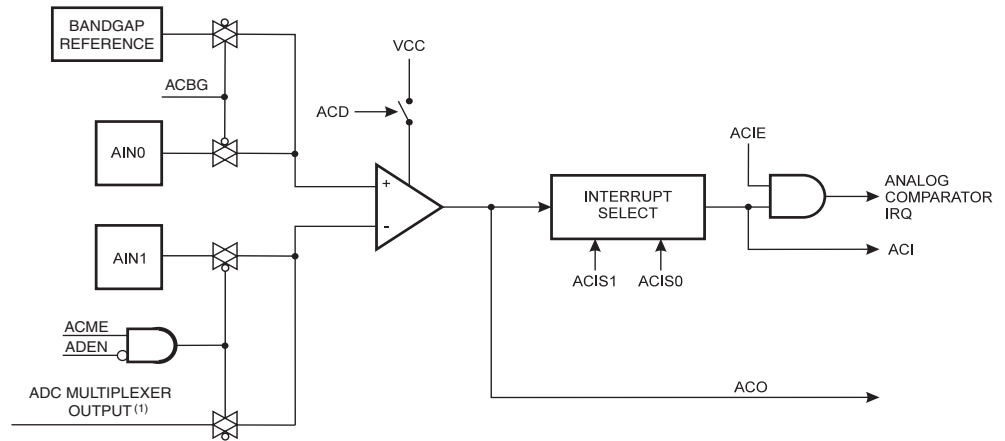 BANDGAP
REFERENCE
ACBG
AIN0
AIN1
ACME
ADEN
ADC MULTIPLEXER
OUTPUT (1)
VCC
ACD
+
-
INTERRUPT
SELECT
ACIS1 ACIS0
ACIE
ANALOG
COMPARATOR
IRQ
ACI
ACO